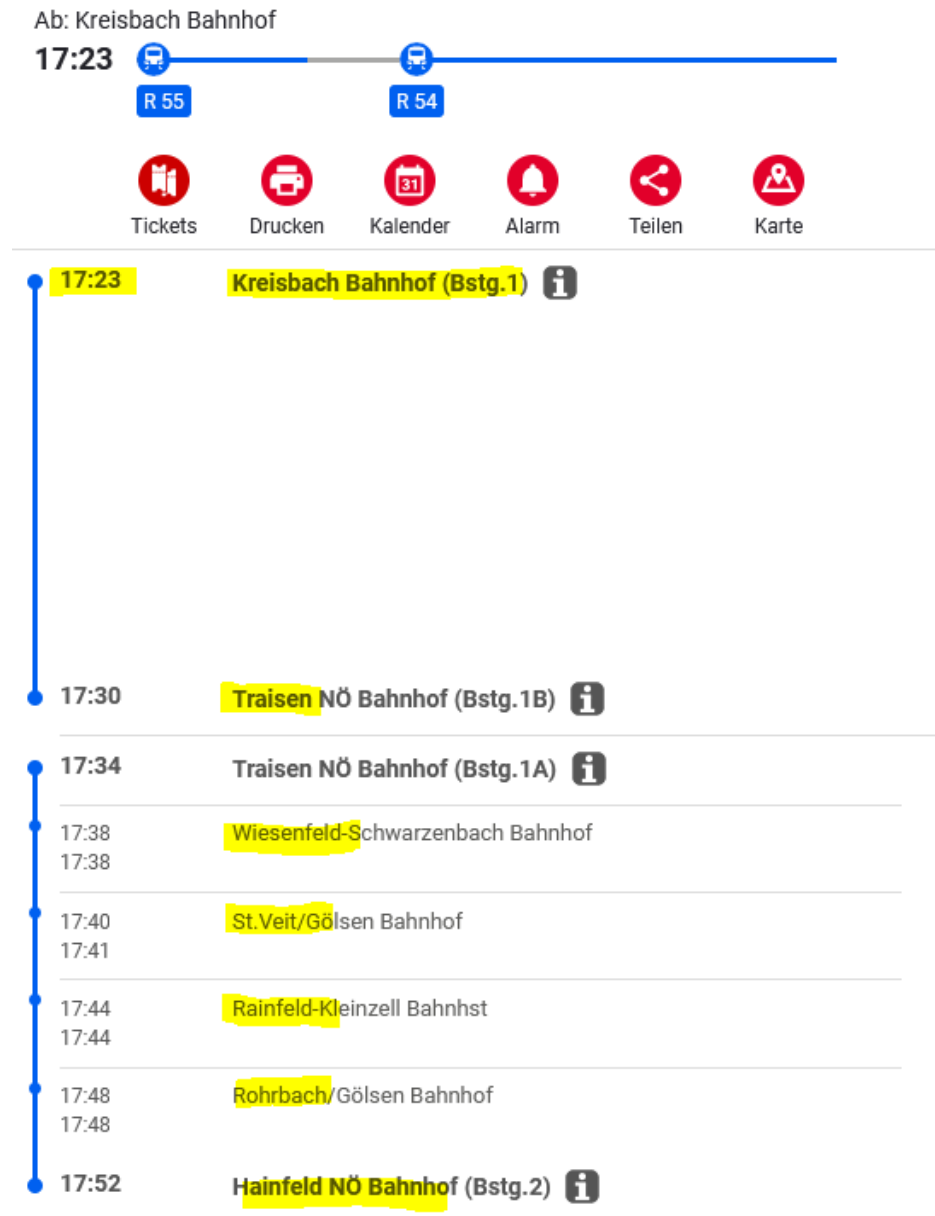 Ab: Kreisbach Bahnhof
17:23
R 55 R 54
31
Tickets Drucken Kalender Alarm Teilen Karte
17:23 Kreisbach Bahnhof (Bstg.1) i
17:30 Traisen NÖ Bahnhof (Bstg.1B) i
17:34 Traisen NÖ Bahnhof (Bstg.1A) i
17:38 Wiesenfeld-Schwarzenbach Bahnhof
17:38
17:40 St.Veit/Gölsen Bahnhof
17:41
17:44 Rainfeld-Kleinzell Bahnhst
17:44
17:48 Rohrbach/Gölsen Bahnhof
17:48
17:52 Hainfeld NÖ Bahnhof (Bstg.2) i